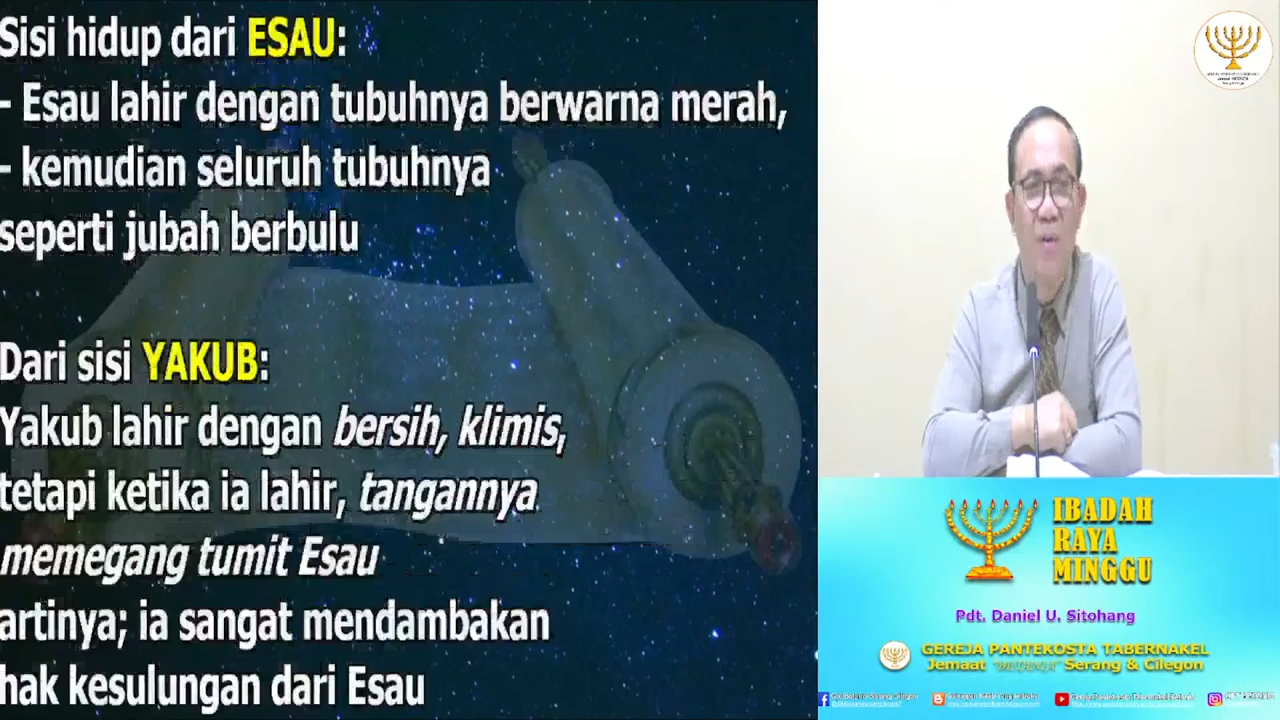 Sisi hidup dari ESAU:
- Esau lahir dengan tubuhnya berwarna merah,
- kemudian seluruh tubuhnya
seperti jubah berbulu
Dari sisi YAKUB:
Yakub lahir dengan bersih, klimis,
tetapi ketika ia lahir, tangannya
memegang tumit Esau
artinya; ia sangat mendambakan
hak kesulungan dari Esau
IBADAH
RAYA
MINGGU
Pdt. Daniel U. Sitohang
GEREJA PANTEKOSTA TABERNAKEL
Jemaat "BETANIA" Serang & Cilegon